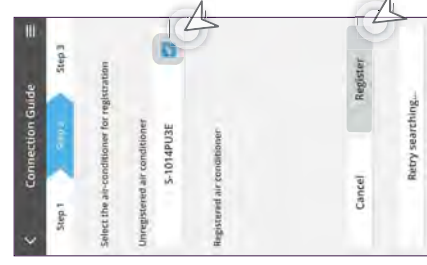 Connection Guide
Step 1 Step 2 Step 3
Select the air-conditioner for registration
Unregistered air conditioner
S-1014PU3E
Registered air conditioner
Cancel Register
Retry searching...